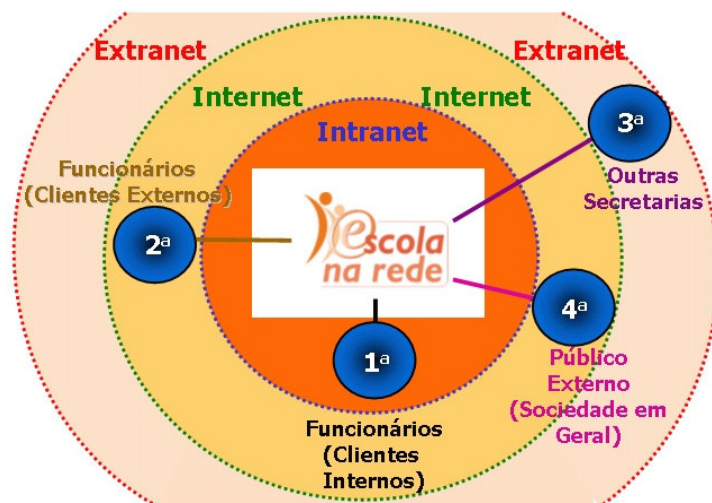 Extranet
Extranet
Internet
Internet
Intranet
3ª
Funcionários
(Clientes Externos)
Outras
Secretarias
2ª
escola
na rede
4ª
1ª
Público
Externo
(Sociedade em
Geral)
Funcionários
(Clientes
Internos)